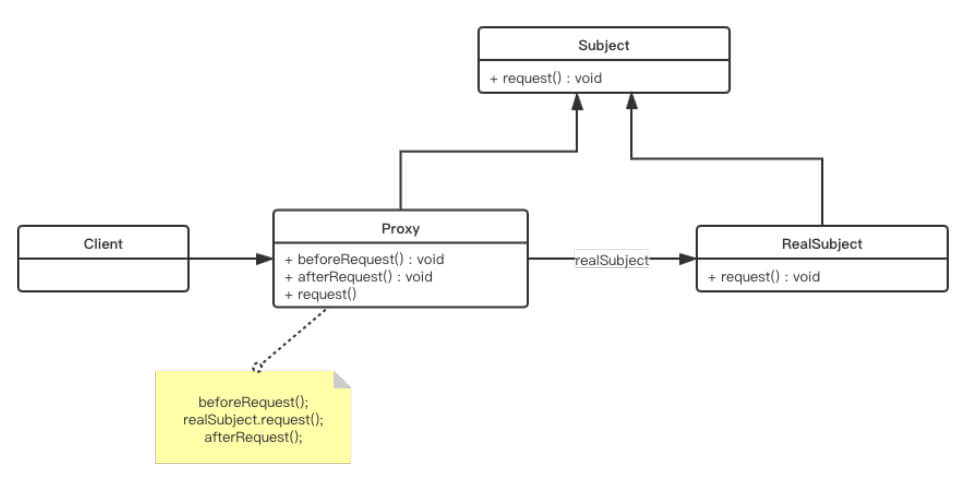 Subject
+ request() : void
Client
Proxy
+ beforeRequest() : void
+ afterRequest() : void
+ request()
realSubject
RealSubject
+ request() : void
beforeRequest();
realSubject.request();
afterRequest();